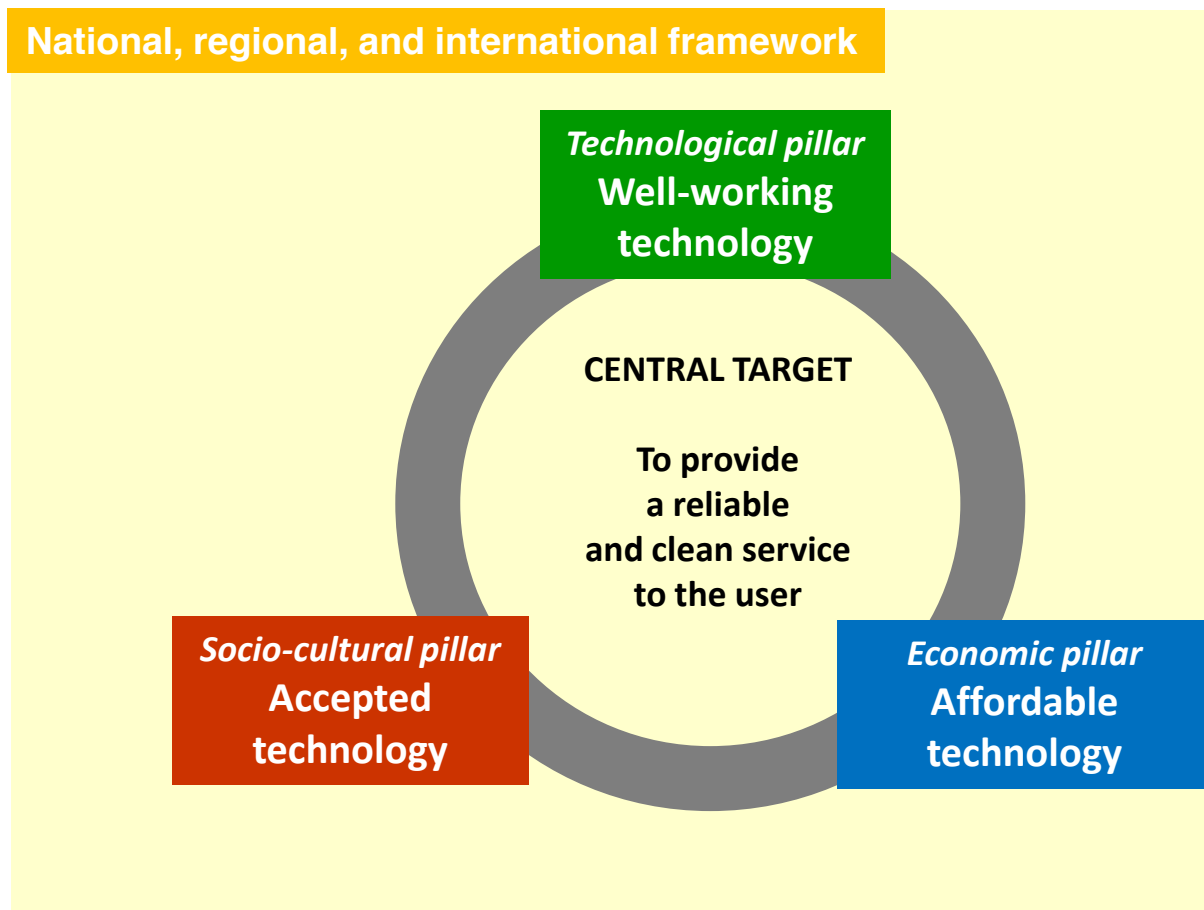 National, regional, and international framework
Technological pillar
Well-working
technology
CENTRAL TARGET
To provide
a reliable
and clean service
to the user
Socio-cultural pillar
Accepted
technology
Economic pillar
Affordable
technology